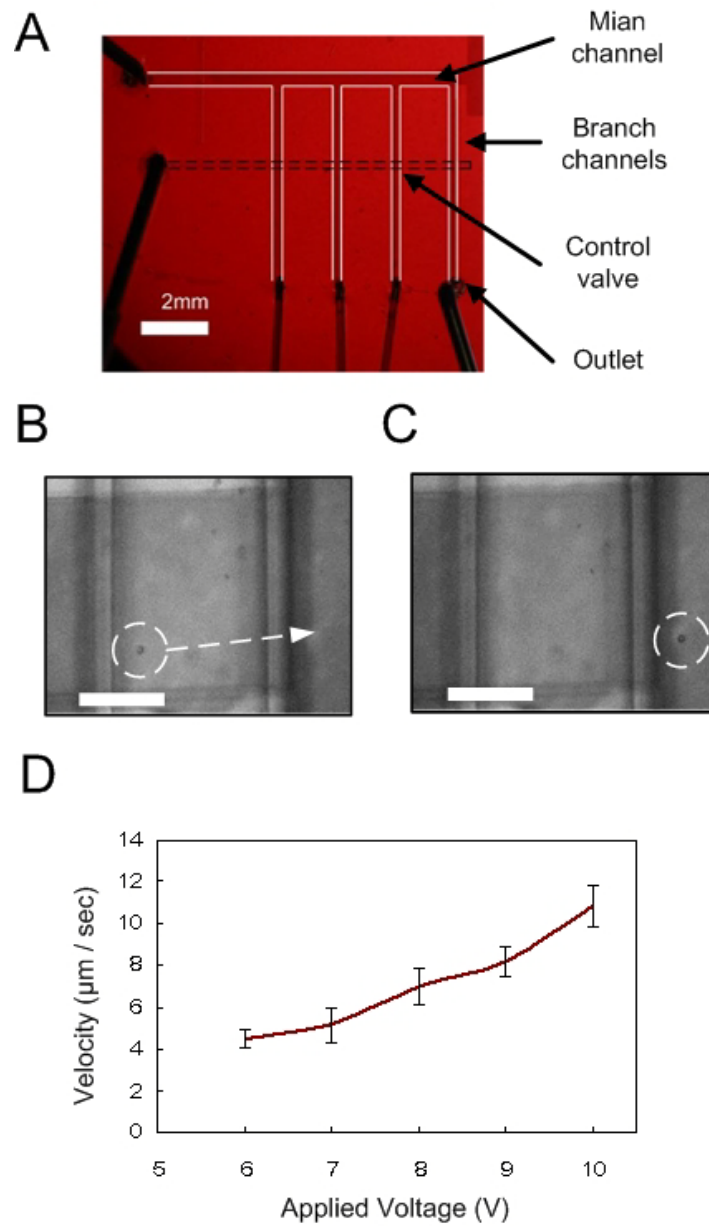 A
Mian
channel
Branch
channels
Control
valve
Outlet
2mm
B
C
D
14
12
10
8
6
4
2
0
Velocity (µm / sec)
5 6 7 8 9 10
Applied Voltage (V)